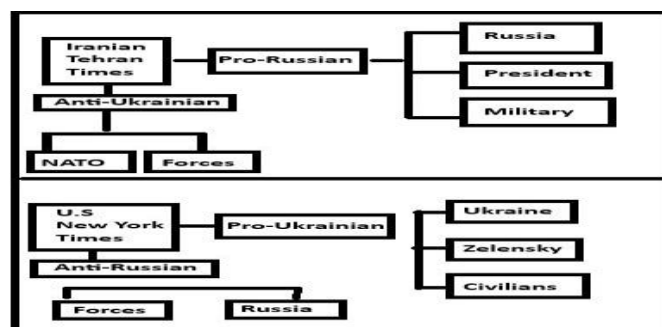 Iranian
Tehran
Times
Pro-Russian
Russia
President
Military
Anti-Ukrainian
NATO
Forces
U.S
New York
Times
Pro-Ukrainian
Ukraine
Zelensky
Civilians
Anti-Russian
Forces
Russia